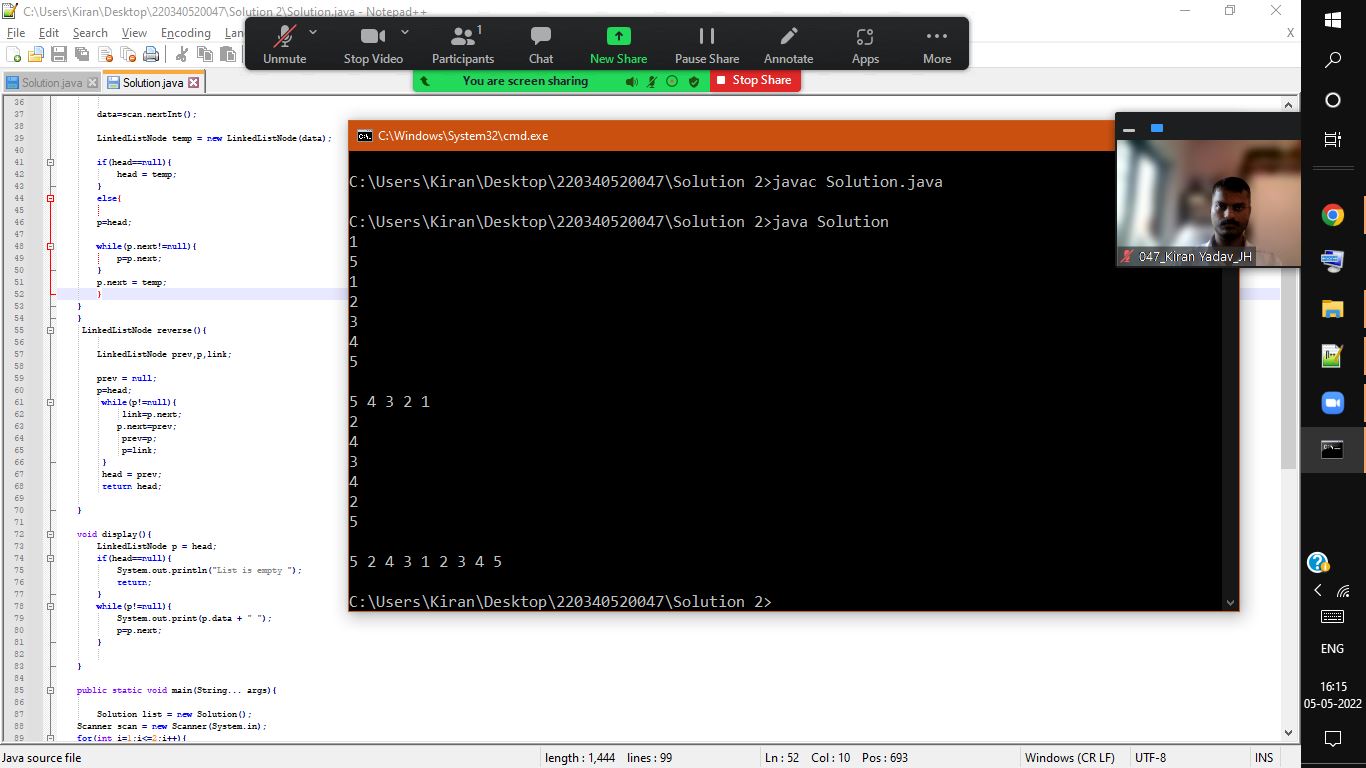 C:\Users\Kiran\Desktop\220340520047\Solution 2\Solution.java - Notepad++
File Edit Search View Encoding Lan
X
Unmute
Stop Video
Participants 1
Chat
New Share
Pause Share
Annotate
Apps
More
You are screen sharing
Stop Share
Solution.java
Solution.java
36
37 data=scan.nextInt();
38
39 LinkedListNode temp = new LinkedListNode(data);
40
41 if(head==null){
42 head = temp;
43 }
44 else{
45
46 p=head;
47
48 while(p.next!=null){
49 p=p.next;
50 }
51 p.next = temp;
52 }
53 }
54 }
55 LinkedListNode reverse(){
56
57 LinkedListNode prev,p,link;
58
59 prev = null;
60 p=head;
61 while(p!=null){
62 link=p.next;
63 p.next=prev;
64 prev=p;
65 p=link;
66 }
67 head = prev;
68 return head;
69
70 }
71
72 void display(){
73 LinkedListNode p = head;
74 if(head==null){
75 System.out.println("List is empty ");
76 return;
77 }
78 while(p!=null){
79 System.out.print(p.data + " ");
80 p=p.next;
81 }
82
83 }
84
85 public static void main(String... args){
86
87 Solution list = new Solution();
88 Scanner scan = new Scanner(System.in);
89 for(int i=1;i<=2;i++){
C:\Windows\System32\cmd.exe
C:\Users\Kiran\Desktop\220340520047\Solution 2>javac Solution.java
C:\Users\Kiran\Desktop\220340520047\Solution 2>java Solution
1
5
1
2
3
4
5
5 4 3 2 1
2
4
3
4
2
5
5 2 4 3 1 2 3 4 5
C:\Users\Kiran\Desktop\220340520047\Solution 2>
047_Kiran Yadav_JH
ENG
16:15
05-05-2022
Java source file
length : 1,444 lines : 99
Ln : 52 Col : 10 Pos : 693
Windows (CR LF)
UTF-8
INS